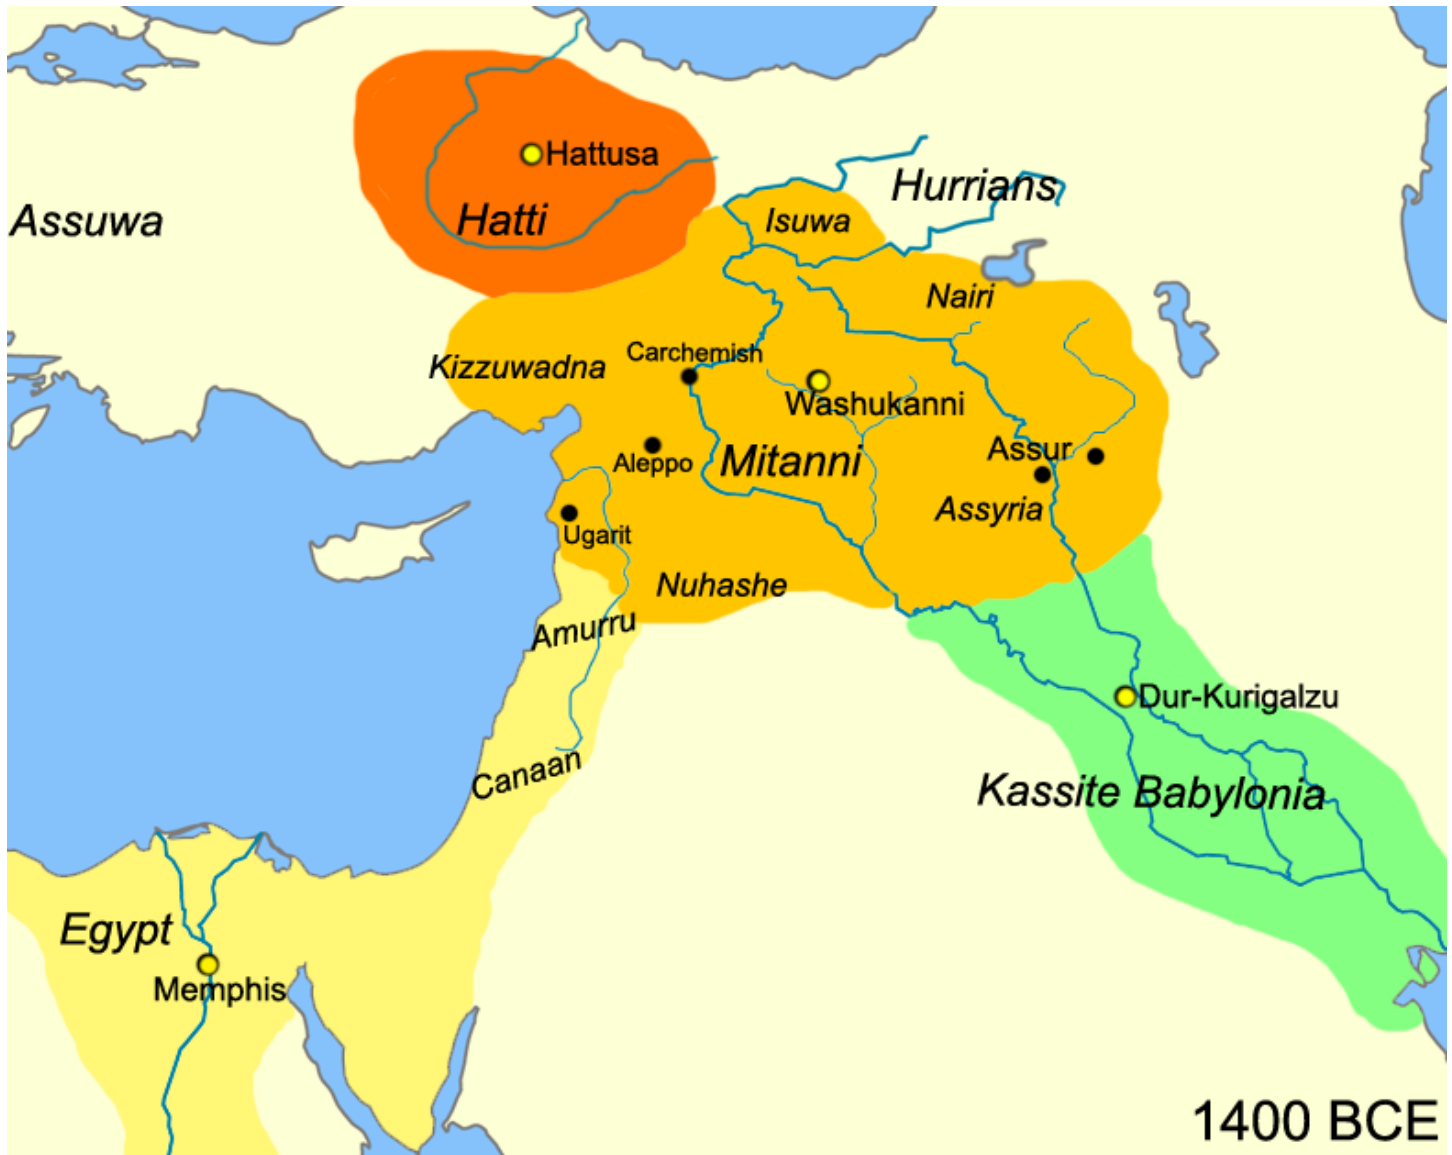 Hattusa
Hatti
Assuwa
Hurrians
Isuwa
Nairi
Kizzuwadna
Carchemish
Washukanni
Mitanni
Aleppo
Assur
Assyria
Ugarit
Nuhashe
Amurru
Dur-Kurigalzu
Canaan
Kassite Babylonia
Egypt
Memphis
1400 BCE